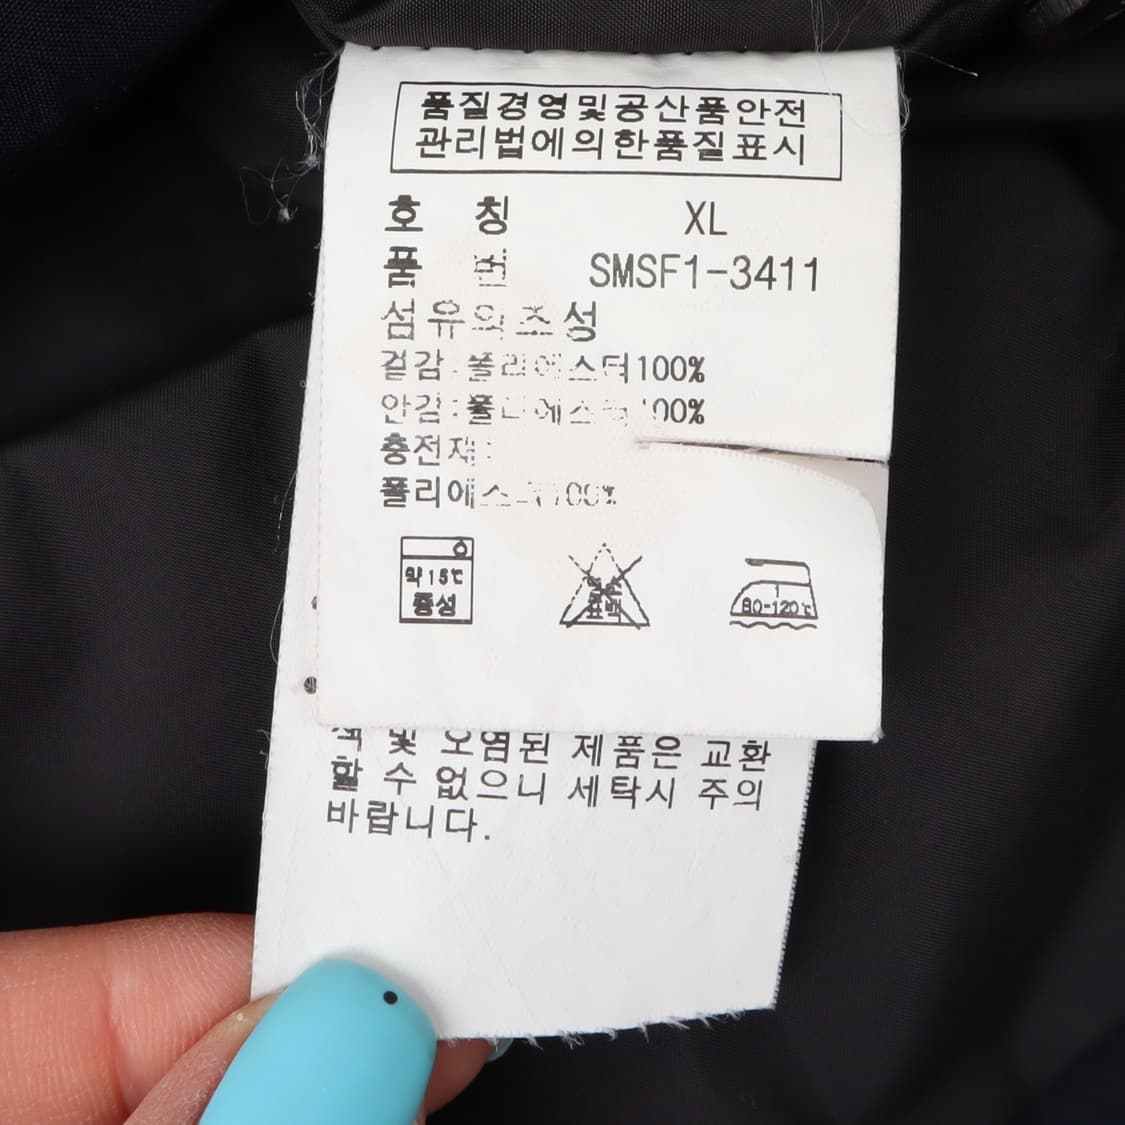 품질경영및공산품안전
관리법에의한품질표시
호 칭 XL
품 번 SMSF1-3411
섬유의조성
겉감:폴리에스터100%
안감:폴리에스터100%
충전재:
폴리에스터100%
약15℃
중성
표백
80-120℃
및 오염된 제품은 교환
할 수 없으니 세탁시 주의
바랍니다.